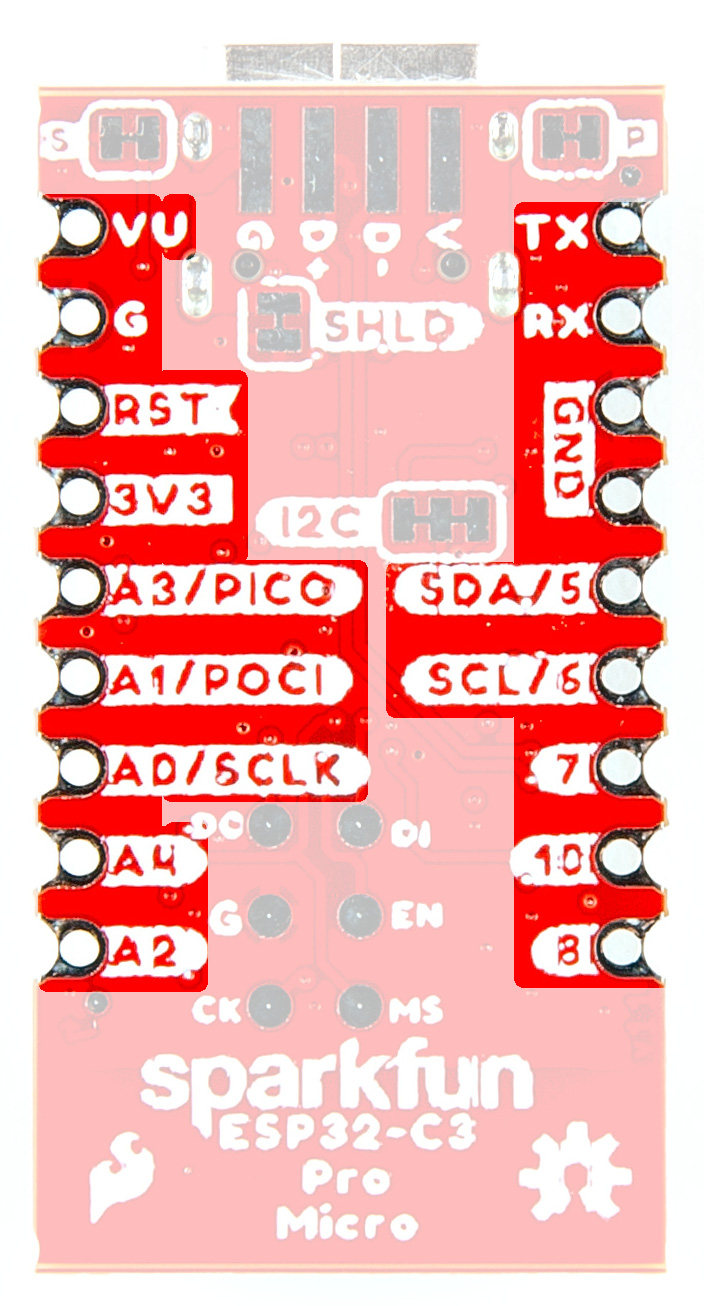 S P
VU G D+ D- V TX
G SHLD RX
RST GND
3V3 I2C
A3/PICO SDA/5
A1/POCI SCL/6
A0/SCLK 7
DO DI
A4 10
G EN
A2 8
CK MS
sparkfun
ESP32-C3
Pro
Micro